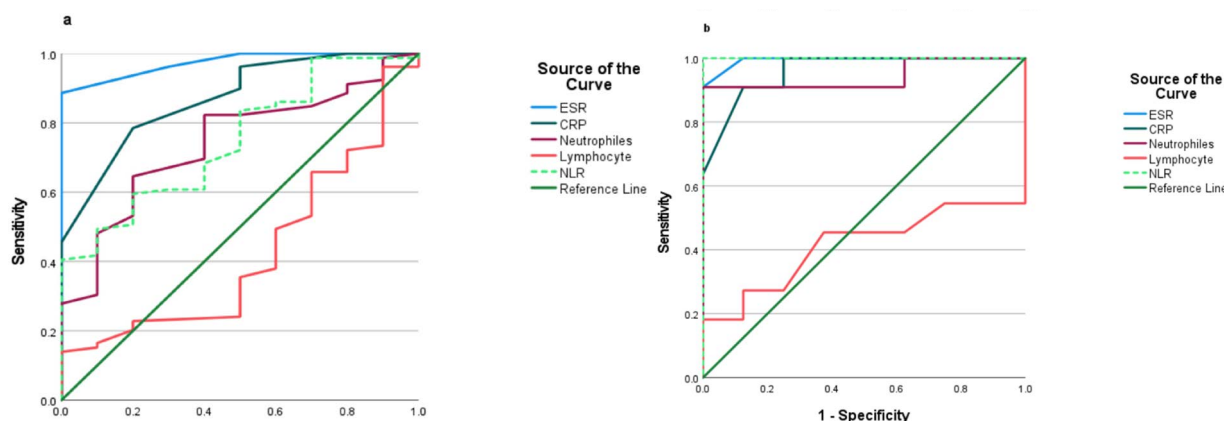 a
Sensitivity
1.0
0.8
0.6
0.4
0.2
0.0
0.0 0.2 0.4 0.6 0.8 1.0
Source of the
Curve
ESR
CRP
Neutrophiles
Lymphocyte
NLR
Reference Line
b
Sensitivity
1.0
0.8
0.6
0.4
0.2
0.0
0.0 0.2 0.4 0.6 0.8 1.0
1 - Specificity
Source of the
Curve
ESR
CRP
Neutrophiles
Lymphocyte
NLR
Reference Line